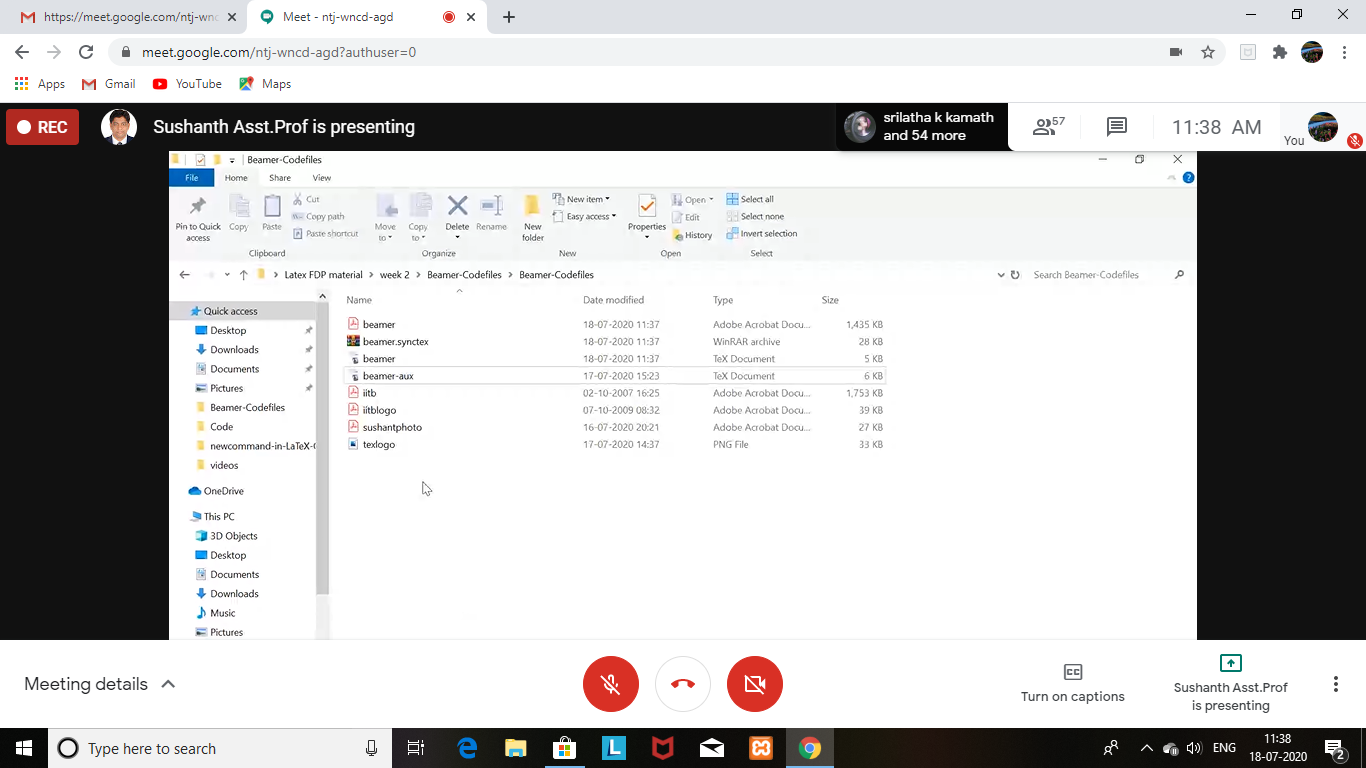 https://meet.google.com/ntj-wnc
Meet - ntj-wncd-agd
meet.google.com/ntj-wncd-agd?authuser=0
Apps Gmail YouTube Maps
REC
Sushanth Asst.Prof is presenting
srilatha k kamath
and 54 more
57
11:38 AM
You
Beamer-Codefiles
File Home Share View
Pin to Quick
access
Copy
Paste
Cut
Copy path
Paste shortcut
Clipboard
Move
to
Copy
to
Delete
Rename
Organize
New
folder
New item
Easy access
New
Properties
Open
Edit
History
Open
Select all
Select none
Invert selection
Select
Latex FDP material > week 2 > Beamer-Codefiles > Beamer-Codefiles
Search Beamer-Codefiles
Quick access
Desktop
Downloads
Documents
Pictures
Beamer-Codefiles
Code
newcommand-in-LaTeX-
videos
OneDrive
This PC
3D Objects
Desktop
Documents
Downloads
Music
Pictures
Name Date modified Type Size
beamer 18-07-2020 11:37 Adobe Acrobat Docu... 1,435 KB
beamer.synctex 18-07-2020 11:37 WinRAR archive 28 KB
beamer 18-07-2020 11:37 TeX Document 5 KB
beamer-aux 17-07-2020 15:23 TeX Document 6 KB
iitb 02-10-2007 16:25 Adobe Acrobat Docu... 1,753 KB
iitblogo 07-10-2009 08:32 Adobe Acrobat Docu... 39 KB
sushantphoto 16-07-2020 20:21 Adobe Acrobat Docu... 27 KB
texlogo 17-07-2020 14:37 PNG File 33 KB
Meeting details
Turn on captions
Sushanth Asst.Prof
is presenting
Type here to search
ENG
11:38
18-07-2020
2